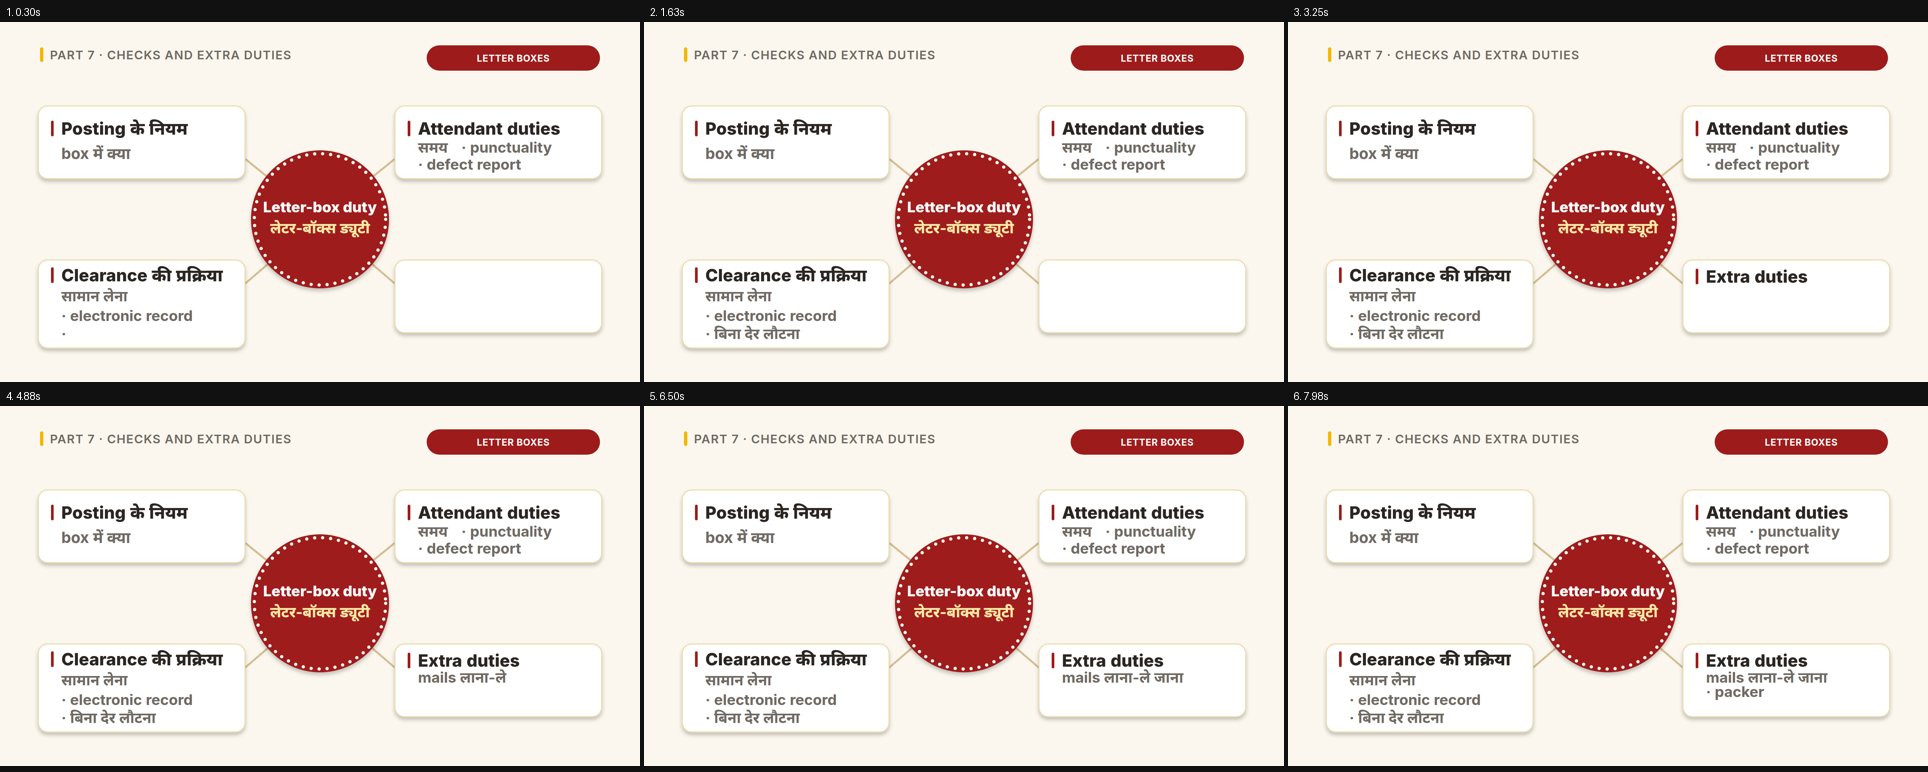 1. 0.30s
PART 7 · CHECKS AND EXTRA DUTIES
LETTER BOXES
Posting के नियम
box में क्या
Attendant duties
समय · punctuality
· defect report
Letter-box duty
लेटर-बॉक्स ड्यूटी
Clearance की प्रक्रिया
सामान लेना
· electronic record
·
2. 1.63s
PART 7 · CHECKS AND EXTRA DUTIES
LETTER BOXES
Posting के नियम
box में क्या
Attendant duties
समय · punctuality
· defect report
Letter-box duty
लेटर-बॉक्स ड्यूटी
Clearance की प्रक्रिया
सामान लेना
· electronic record
· बिना देर लौटना
3. 3.25s
PART 7 · CHECKS AND EXTRA DUTIES
LETTER BOXES
Posting के नियम
box में क्या
Attendant duties
समय · punctuality
· defect report
Letter-box duty
लेटर-बॉक्स ड्यूटी
Clearance की प्रक्रिया
सामान लेना
· electronic record
· बिना देर लौटना
Extra duties
4. 4.88s
PART 7 · CHECKS AND EXTRA DUTIES
LETTER BOXES
Posting के नियम
box में क्या
Attendant duties
समय · punctuality
· defect report
Letter-box duty
लेटर-बॉक्स ड्यूटी
Clearance की प्रक्रिया
सामान लेना
· electronic record
· बिना देर लौटना
Extra duties
mails लाना-ले
5. 6.50s
PART 7 · CHECKS AND EXTRA DUTIES
LETTER BOXES
Posting के नियम
box में क्या
Attendant duties
समय · punctuality
· defect report
Letter-box duty
लेटर-बॉक्स ड्यूटी
Clearance की प्रक्रिया
सामान लेना
· electronic record
· बिना देर लौटना
Extra duties
mails लाना-ले जाना
6. 7.98s
PART 7 · CHECKS AND EXTRA DUTIES
LETTER BOXES
Posting के नियम
box में क्या
Attendant duties
समय · punctuality
· defect report
Letter-box duty
लेटर-बॉक्स ड्यूटी
Clearance की प्रक्रिया
सामान लेना
· electronic record
· बिना देर लौटना
Extra duties
mails लाना-ले जाना
· packer